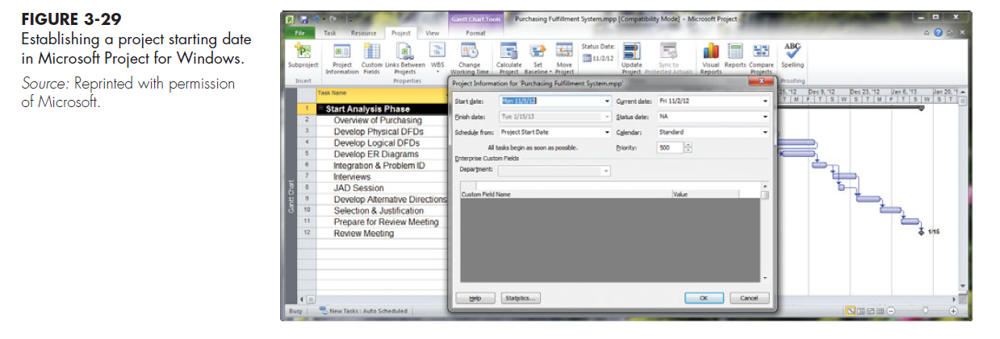 FIGURE 3-29
Establishing a project starting date
in Microsoft Project for Windows.
Source: Reprinted with permission
of Microsoft.
Gantt Chart Tools
Purchasing Fulfillment System.mpp [Compatibility Mode] - Microsoft Project
File Task Resource Project View Format
Subproject
Project Information
Custom Fields
Links Between Projects
WBS
Change Working Time
Calculate Project
Set Baseline
Move Project
Status Date:
11/2/12
Update Project
Sync to Protected Actuals
Visual Reports
Reports
Compare Projects
ABC
Spelling
Insert
Properties
Proofing
Task Name
1 Start Analysis Phase
2 Overview of Purchasing
3 Develop Physical DFDs
4 Develop Logical DFDs
5 Develop ER Diagrams
6 Integration & Problem ID
7 Interviews
8 JAD Session
9 Develop Alternative Directions
10 Selection & Justification
11 Prepare for Review Meeting
12 Review Meeting
Gantt Chart
Project Information for 'Purchasing Fulfillment System.mpp'
Start date: Mon 11/5/12
Current date: Fri 11/2/12
Finish date: Tue 1/15/13
Status date: NA
Schedule from: Project Start Date
Calendar: Standard
All tasks begin as soon as possible.
Priority: 500
Enterprise Custom Fields
Department:
Custom Field Name
Value
Help
Statistics...
OK
Cancel
25, '12 Dec 9, '12 Dec 23, '12 Jan 6, '13 Jan 20, '1
T M F T S W S T M F T S W S T
1/15
Busy
New Tasks : Auto Scheduled